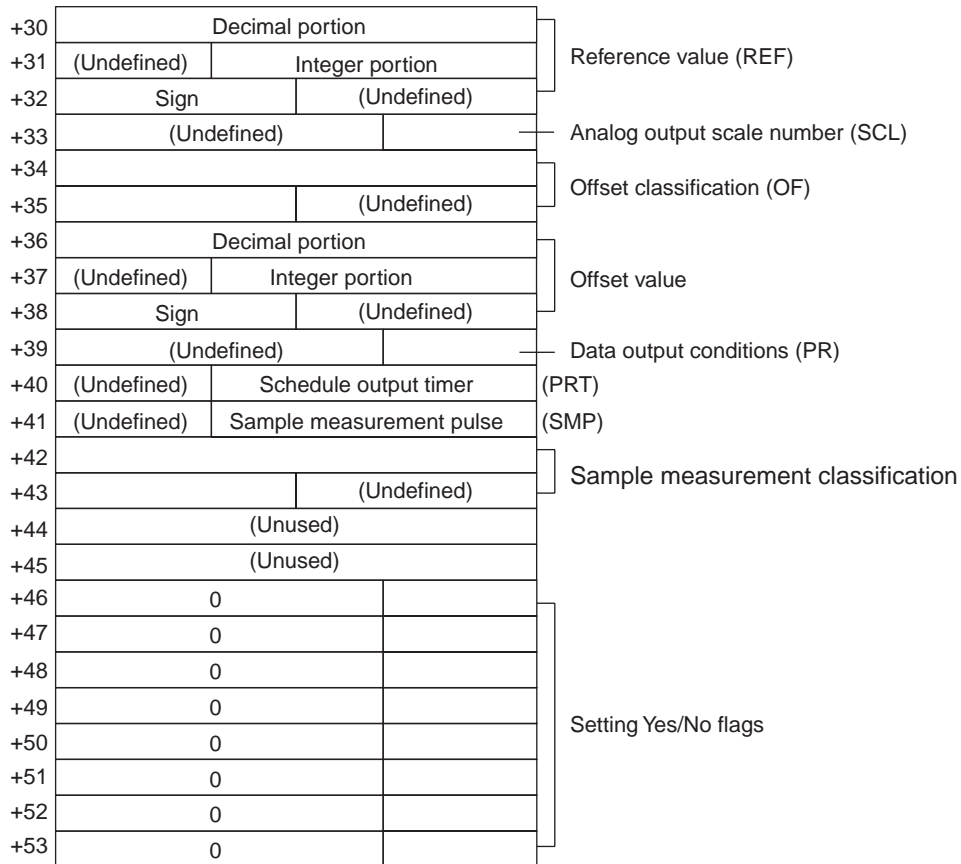 +30 Decimal portion
+31 (Undefined) Integer portion Reference value (REF)
+32 Sign (Undefined)
+33 (Undefined) Analog output scale number (SCL)
+34
Offset classification (OF)
+35 (Undefined)
+36 Decimal portion
+37 (Undefined) Integer portion Offset value
+38 Sign (Undefined)
+39 (Undefined) Data output conditions (PR)
+40 (Undefined) Schedule output timer (PRT)
+41 (Undefined) Sample measurement pulse (SMP)
+42
Sample measurement classification
+43 (Undefined)
+44 (Unused)
+45 (Unused)
+46 0
+47 0
+48 0
+49 0
Setting Yes/No flags
+50 0
+51 0
+52 0
+53 0